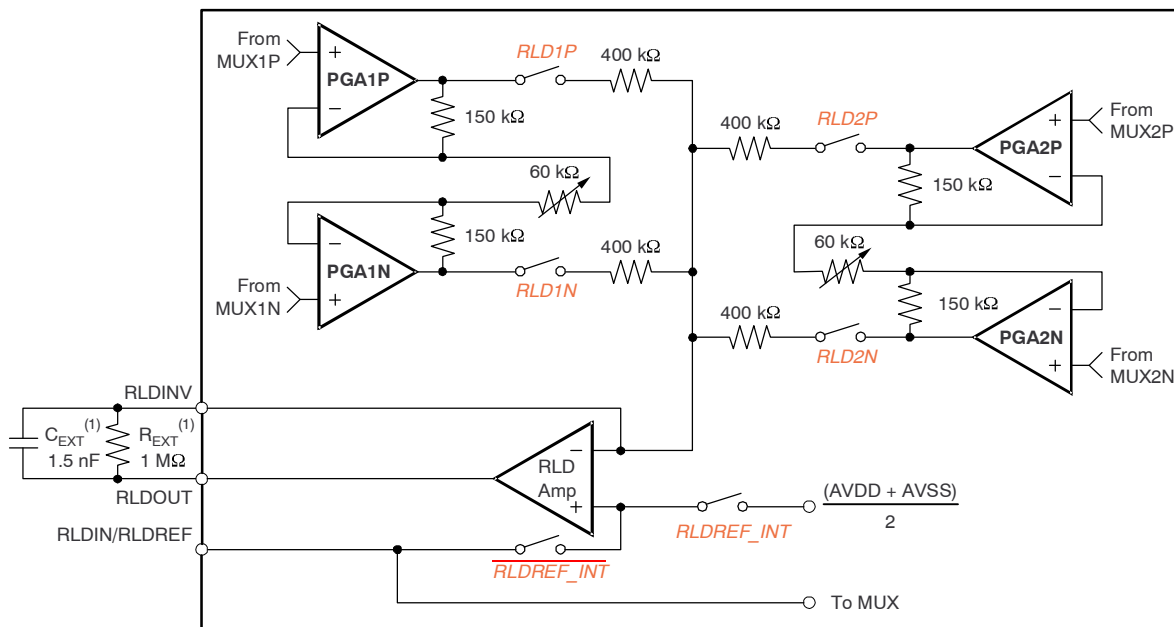 From
MUX1P
+
PGA1P
−
RLD1P
400 kΩ
150 kΩ
60 kΩ
−
PGA1N
+
From
MUX1N
150 kΩ
RLD1N
400 kΩ
400 kΩ
RLD2P
+
PGA2P
−
From
MUX2P
150 kΩ
60 kΩ
150 kΩ
400 kΩ
RLD2N
−
PGA2N
+
From
MUX2N
RLDINV
C_EXT (1)
1.5 nF
R_EXT (1)
1 MΩ
RLDOUT
RLDIN/RLDREF
−
RLD
Amp
+
RLDREF_INT
(AVDD + AVSS)
2
RLDREF_INT
To MUX